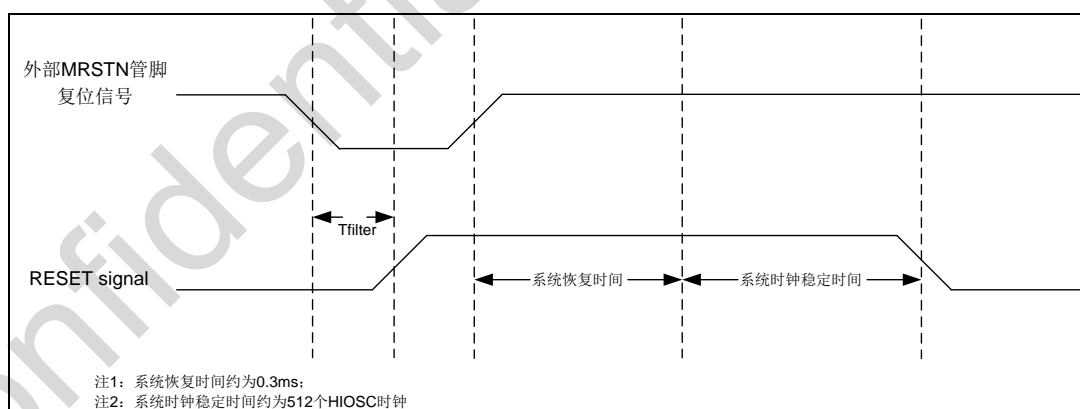 外部MRSTN管脚
复位信号
Tfilter
RESET signal
系统恢复时间
系统时钟稳定时间
注1：系统恢复时间约为0.3ms；
注2：系统时钟稳定时间约为512个HIOSC时钟
onfidentia